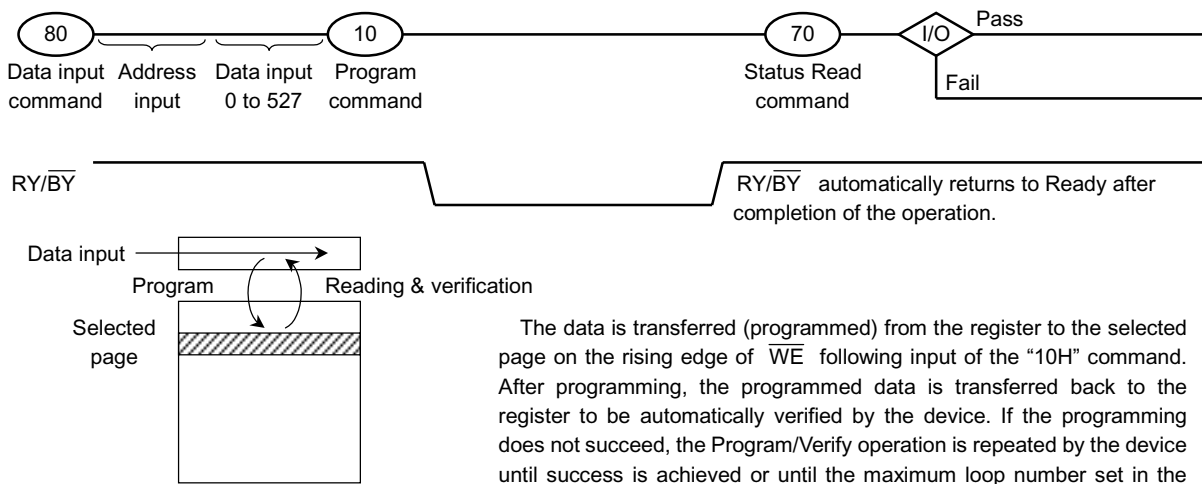 80
10
70
I/O
Pass
Data input
command
Address
input
Data input
0 to 527
Program
command
Status Read
command
Fail
RY/BY
RY/BY automatically returns to Ready after
completion of the operation.
Data input
Program
Reading & verification
Selected
page
The data is transferred (programmed) from the register to the selected
page on the rising edge of WE following input of the “10H” command.
After programming, the programmed data is transferred back to the
register to be automatically verified by the device. If the programming
does not succeed, the Program/Verify operation is repeated by the device
until success is achieved or until the maximum loop number set in the